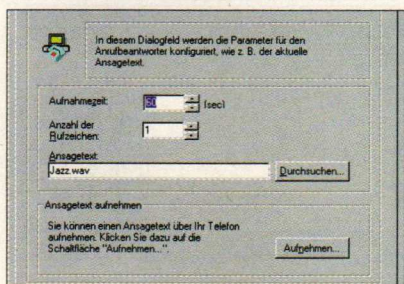 In diesem Dialogfeld werden die Parameter für den
Anrufbeantworter konfiguriert, wie z. B. der aktuelle
Ansagetext.
Aufnahmezeit: 60 (sec)
Anzahl der
Rufzeichen: 1
Ansagetext:
Jazz.wav Durchsuchen...
Ansagetext aufnehmen
Sie können einen Ansagetext über Ihr Telefon
aufnehmen. Klicken Sie dazu auf die
Schaltfläche "Aufnehmen...".
Aufnehmen...